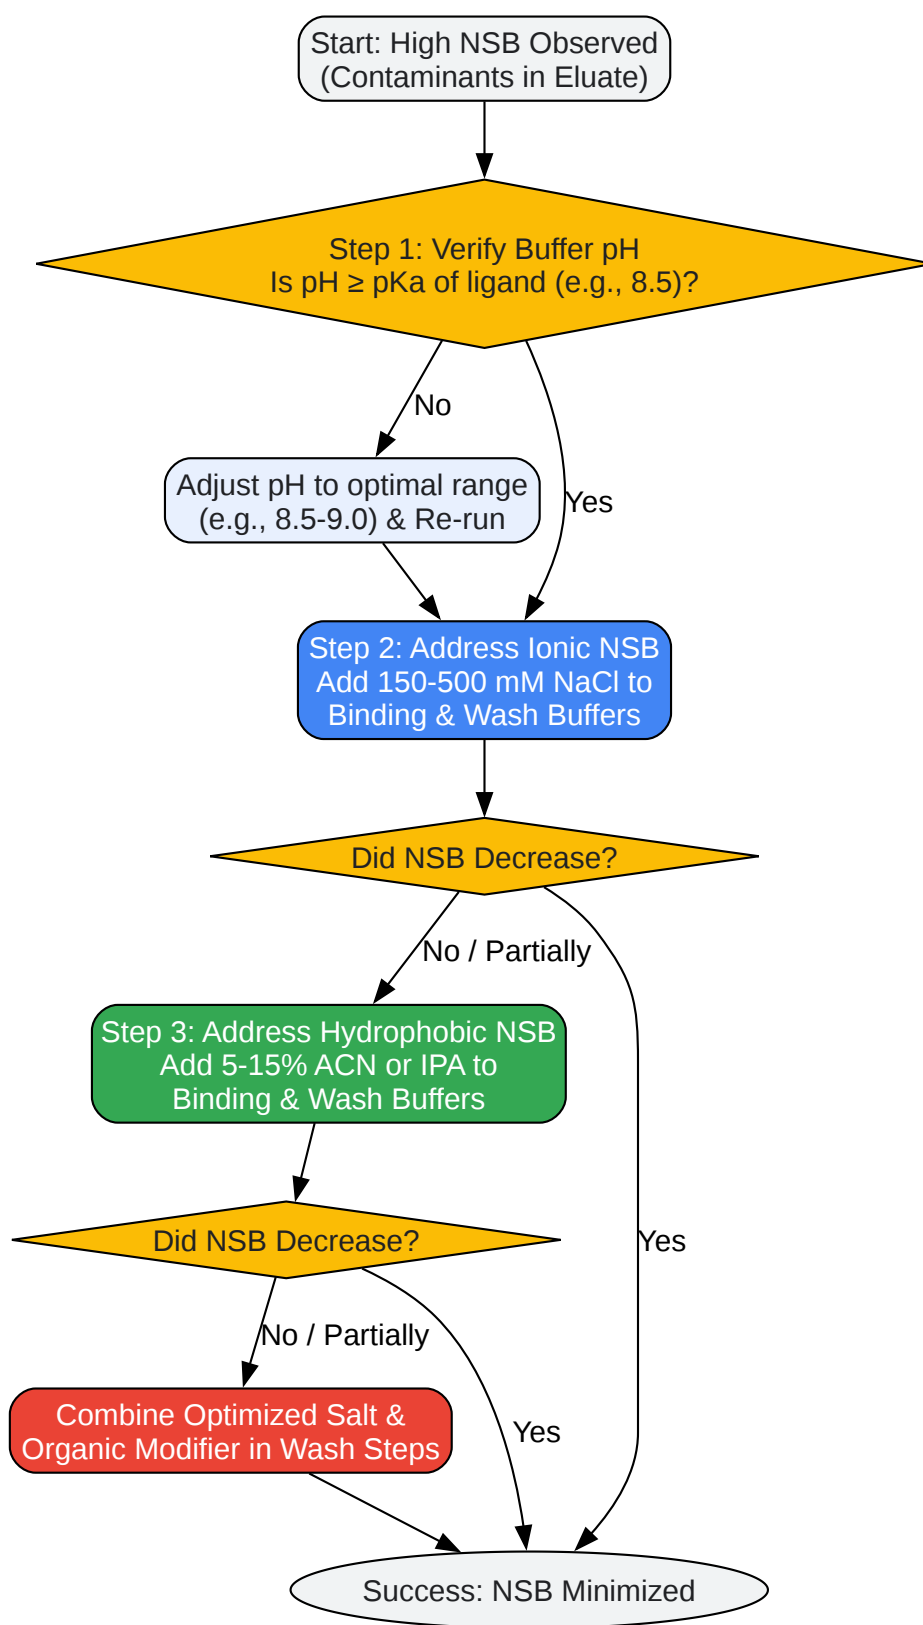 Start: High NSB Observed
(Contaminants in Eluate)
Step 1: Verify Buffer pH
Is pH ≥ pKa of ligand (e.g., 8.5)?
No
Adjust pH to optimal range
(e.g., 8.5-9.0) & Re-run
Yes
Step 2: Address Ionic NSB
Add 150-500 mM NaCl to
Binding & Wash Buffers
Did NSB Decrease?
No / Partially
Step 3: Address Hydrophobic NSB
Add 5-15% ACN or IPA to
Binding & Wash Buffers
Did NSB Decrease?
Yes
No / Partially
Combine Optimized Salt &
Organic Modifier in Wash Steps
Yes
Success: NSB Minimized